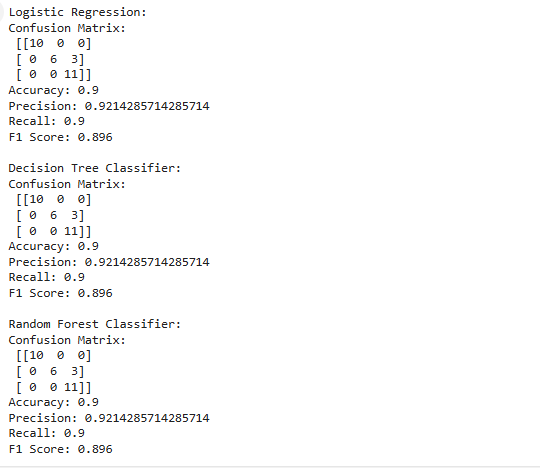 Logistic Regression:
Confusion Matrix:
[[10 0 0]
[ 0 6 3]
[ 0 0 11]]
Accuracy: 0.9
Precision: 0.9214285714285714
Recall: 0.9
F1 Score: 0.896
Decision Tree Classifier:
Confusion Matrix:
[[10 0 0]
[ 0 6 3]
[ 0 0 11]]
Accuracy: 0.9
Precision: 0.9214285714285714
Recall: 0.9
F1 Score: 0.896
Random Forest Classifier:
Confusion Matrix:
[[10 0 0]
[ 0 6 3]
[ 0 0 11]]
Accuracy: 0.9
Precision: 0.9214285714285714
Recall: 0.9
F1 Score: 0.896